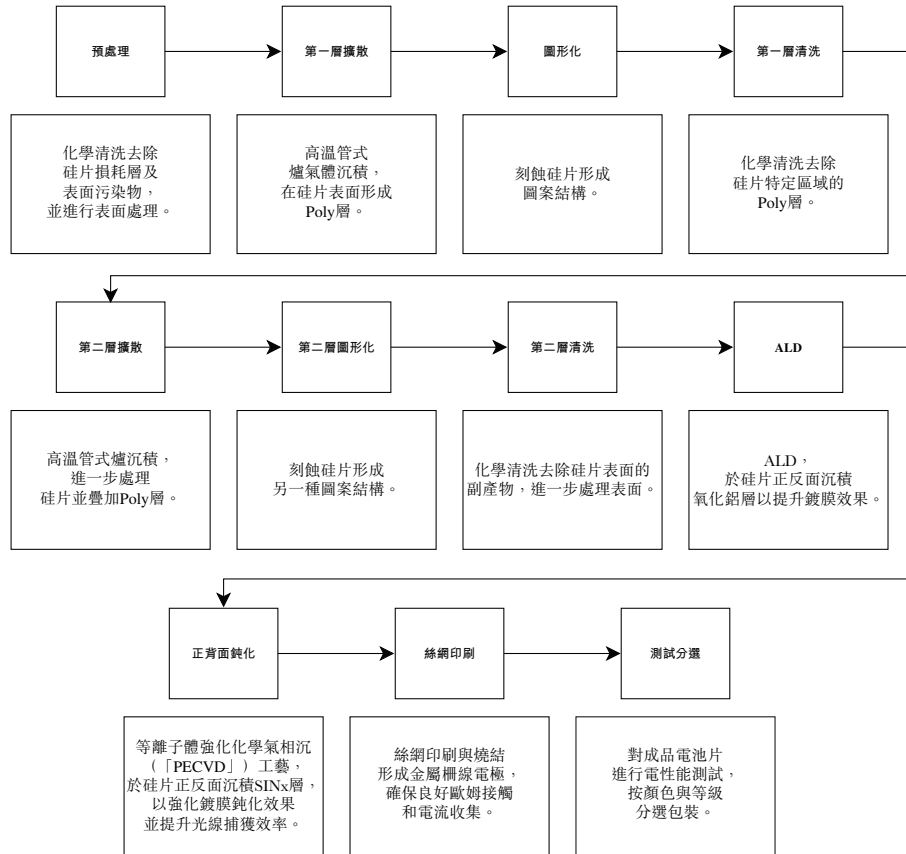 預處理
第一層擴散
圖形化
第一層清洗
化學清洗去除
硅片損耗層及
表面污染物，
並進行表面處理。
高溫管式
爐氣體沉積，
在硅片表面形成
Poly層。
刻蝕硅片形成
圖案結構。
化學清洗去除
硅片特定區域的
Poly層。
第二層擴散
第二層圖形化
第二層清洗
ALD
高溫管式爐沉積，
進一步處理
硅片並疊加Poly層。
刻蝕硅片形成
另一種圖案結構。
化學清洗去除硅片表面的
副產物，進一步處理表面。
ALD，
於硅片正反面沉積
氧化鋁層以提升鍍膜效果。
正背面鈍化
絲網印刷
測試分選
等離子體強化化學氣相沉
（「PECVD」）工藝，
於硅片正反面沉積SINx層，
以強化鍍膜鈍化效果
並提升光線捕獲效率。
絲網印刷與燒結
形成金屬柵線電極，
確保良好歐姆接觸
和電流收集。
對成品電池片
進行電性能測試，
按顏色與等級
分選包裝。